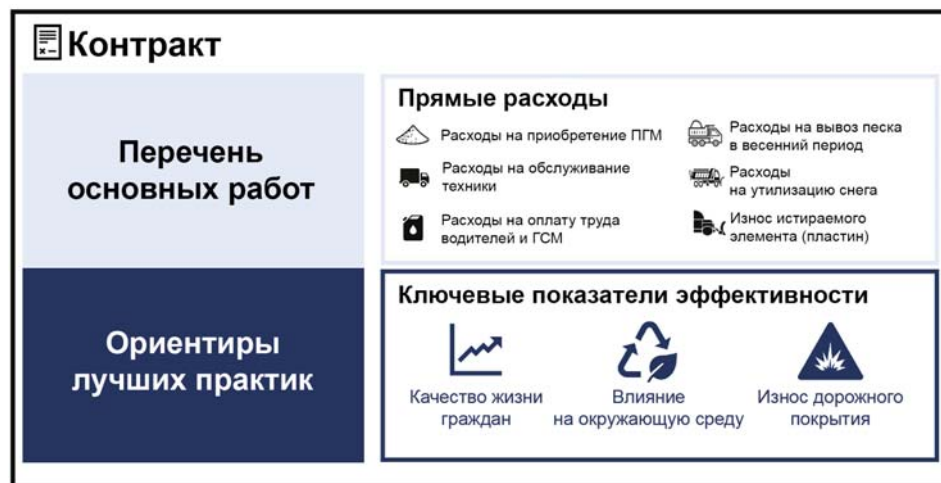 Контракт
Перечень
основных работ
Прямые расходы
Расходы на приобретение ПГМ
Расходы на обслуживание
техники
Расходы на оплату труда
водителей и ГСМ
Расходы на вывоз песка
в весенний период
Расходы
на утилизацию снега
Износ истираемого
элемента (пластин)
Ориентиры
лучших практик
Ключевые показатели эффективности
Качество жизни
граждан
Влияние
на окружающую среду
Износ дорожного
покрытия